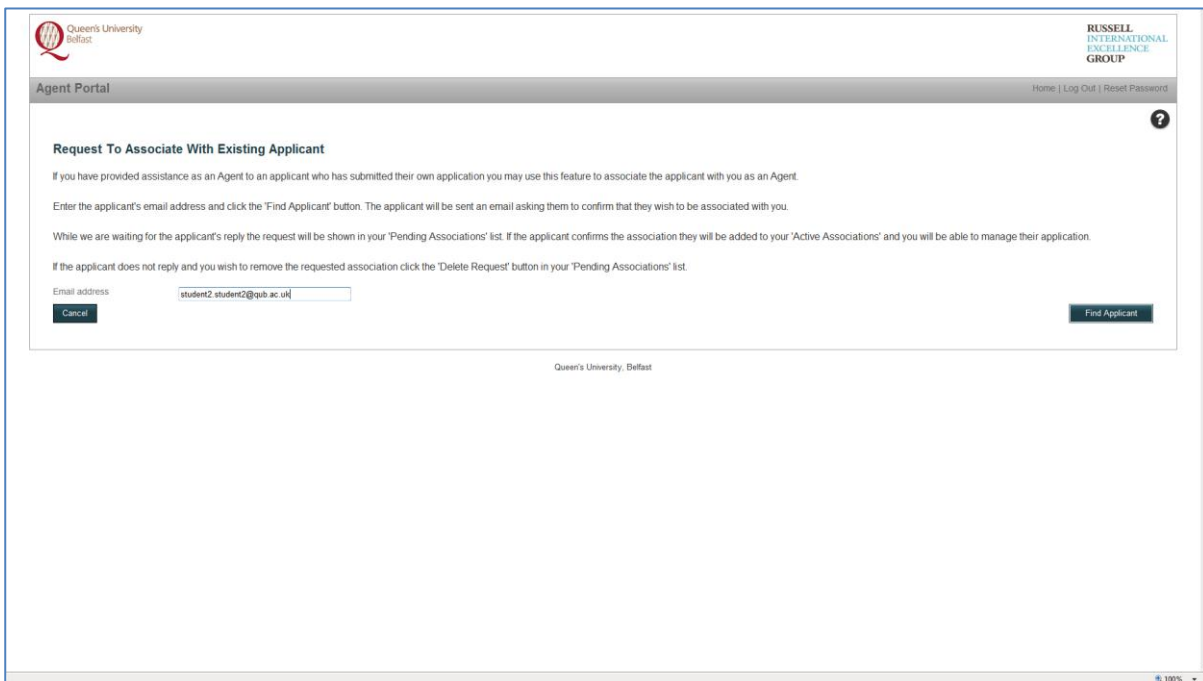 Queen's University
Belfast
RUSSELL
INTERNATIONAL
EXCELLENCE
GROUP
Agent Portal
Home | Log Out | Reset Password
?
Request To Associate With Existing Applicant
If you have provided assistance as an Agent to an applicant who has submitted their own application you may use this feature to associate the applicant with you as an Agent.
Enter the applicant's email address and click the 'Find Applicant' button. The applicant will be sent an email asking them to confirm that they wish to be associated with you.
While we are waiting for the applicant's reply the request will be shown in your 'Pending Associations' list. If the applicant confirms the association they will be added to your 'Active Associations' and you will be able to manage their application.
If the applicant does not reply and you wish to remove the requested association click the 'Delete Request' button in your 'Pending Associations' list.
Email address student2.student2@qub.ac.uk
Cancel Find Applicant
Queen's University, Belfast
100%